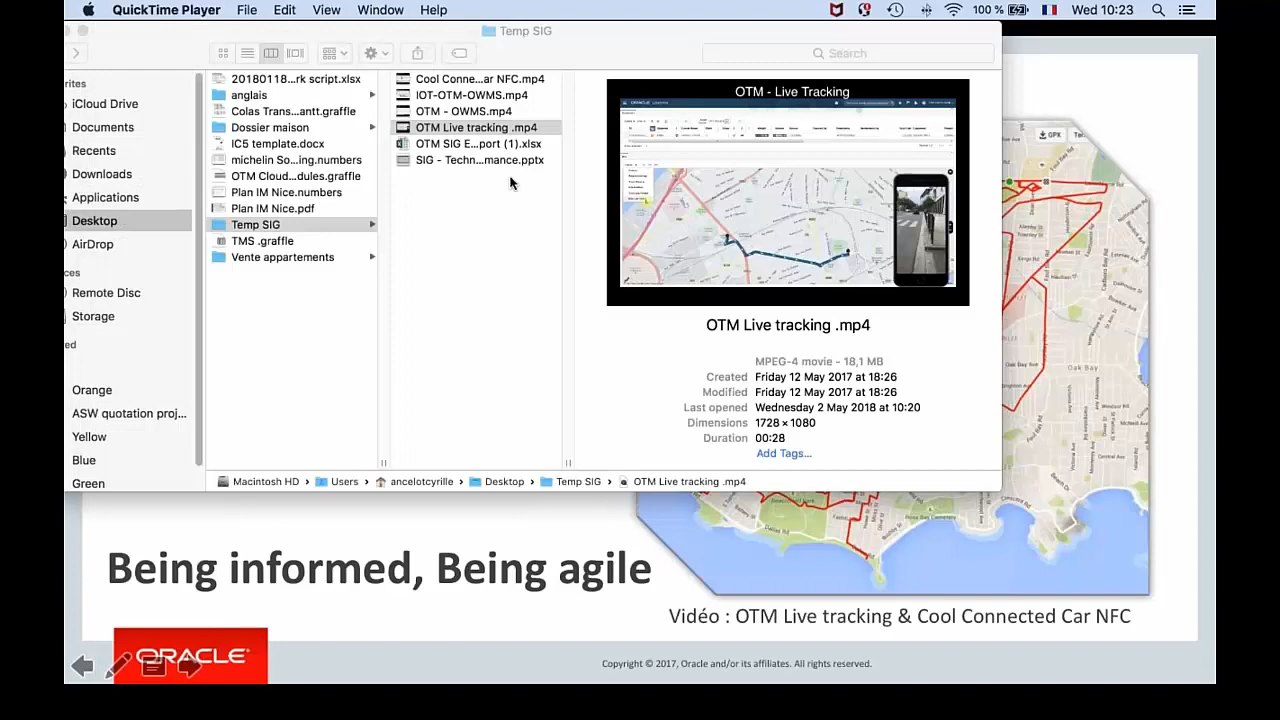 QuickTime Player File Edit View Window Help 100 % Wed 10:23
Temp SIG
Search
rites
iCloud Drive
Documents
Recents
Downloads
Applications
Desktop
AirDrop
ces
Remote Disc
Storage
ed
Orange
ASW quotation proj...
Yellow
Blue
Green
20180118...rk script.xlsx
anglais
Colas Trans...antt.graffle
Dossier maison
IC5 template.docx
michelin So...ing.numbers
OTM Cloud...dules.graffle
Plan IM Nice.numbers
Plan IM Nice.pdf
Temp SIG
TMS .graffle
Vente appartements
Cool Conne...ar NFC.mp4
IOT-OTM-OWMS.mp4
OTM - OWMS.mp4
OTM Live tracking .mp4
OTM SIG E...port (1).xlsx
SIG - Techn...mance.pptx
OTM - Live Tracking
OTM Live tracking .mp4
MPEG-4 movie - 18,1 MB
Created Friday 12 May 2017 at 18:26
Modified Friday 12 May 2017 at 18:26
Last opened Wednesday 2 May 2018 at 10:20
Dimensions 1728 × 1080
Duration 00:28
Add Tags...
Macintosh HD › Users › ancelotcyrille › Desktop › Temp SIG › OTM Live tracking .mp4
GPX
Oak Bay
Being informed, Being agile
Vidéo : OTM Live tracking & Cool Connected Car NFC
ORACLE
Copyright © 2017, Oracle and/or its affiliates. All rights reserved.